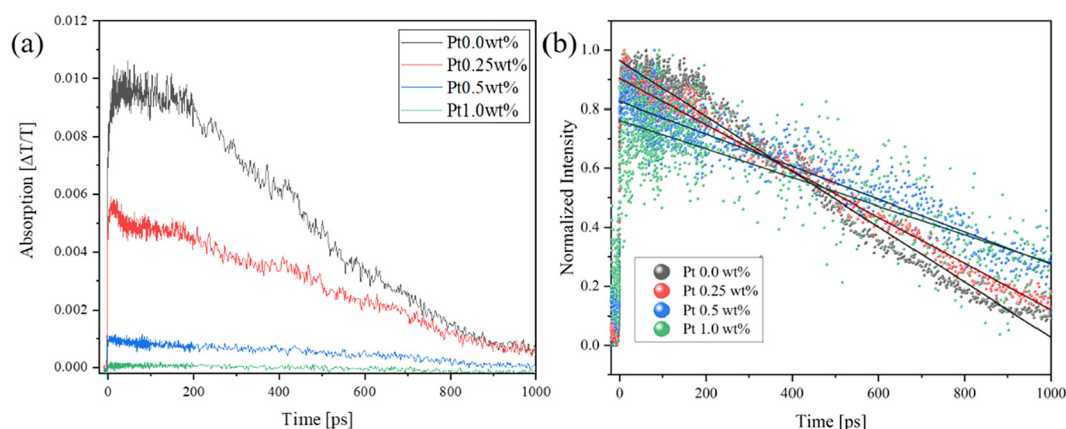 (a)
0.012
0.010
0.008
0.006
0.004
0.002
0.000
Absorption [ΔT/T]
Pt0.0wt%
Pt0.25wt%
Pt0.5wt%
Pt1.0wt%
0 200 400 600 800 1000
Time [ps]
(b)
1.0
0.8
0.6
0.4
0.2
0.0
Normalized Intensity
Pt 0.0 wt%
Pt 0.25 wt%
Pt 0.5 wt%
Pt 1.0 wt%
0 200 400 600 800 1000
Time [ps]